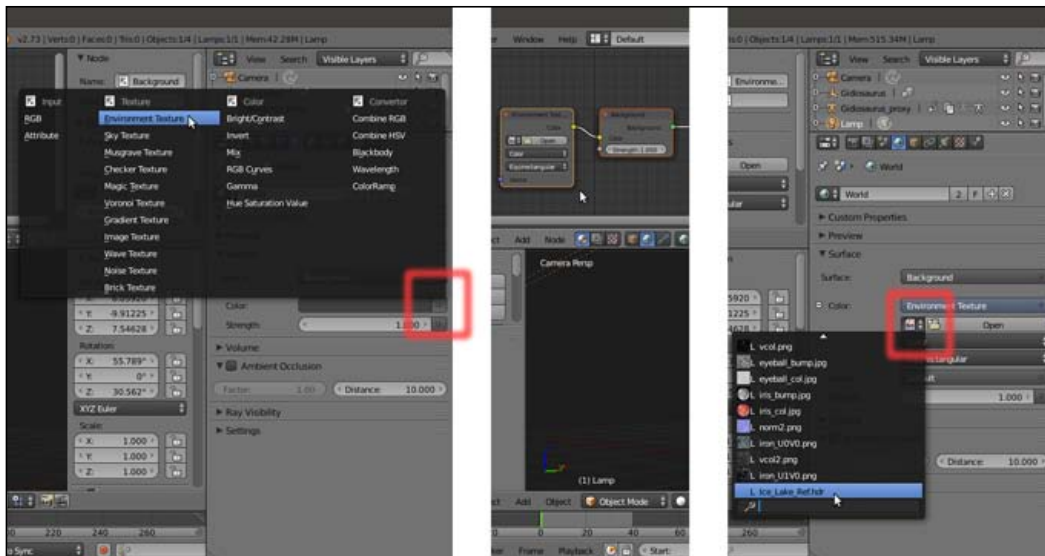 v2.73 | Verts:0 | Faces:0 | Tris:0 | Objects:1/4 | Lamps:1/1 | Mem:42.28M | Lamp
▼ Node
View Search Visible Layers
Name: Background
Camera
Input
RGB
Attribute
Texture
Environment Texture
Sky Texture
Musgrave Texture
Checker Texture
Magic Texture
Voronoi Texture
Gradient Texture
Image Texture
Wave Texture
Noise Texture
Brick Texture
Color
Bright/Contrast
Invert
Mix
RGB Curves
Gamma
Hue Saturation Value
Convertor
Combine RGB
Combine HSV
Blackbody
Wavelength
ColorRamp
Y: -9.91225
Z: 7.54628
Rotation:
X: 55.789°
Y: 0°
Z: 30.562°
XYZ Euler
Scale:
X: 1.000
Y: 1.000
Z: 1.000
Color:
Strength: 1.000
Volume
Ambient Occlusion
Factor: 1.00
Distance: 10.000
Ray Visibility
Settings
220 240 260
Sync
Window Help Default
Environment Tex...
Color
Open
Color
Equirectangular
Vector
Background
Background
Color
Strength: 1.000
Add Node
Camera Persp
(1) Lamp
Add Object Object Mode
0 20 40 60
Frame Playback Start:
Objects:1/4 | Lamps:1/1 | Mem:515.34M | Lamp
View Search Visible Layers
Environme...
Camera
Gidiosaurus
Gidiosaurus_proxy
Lamp
Open
World
World 2 F
Custom Properties
Preview
Surface
Surface: Background
Color: Environment Texture
Open
1.000
Distance: 10.000
L vcol.png
L eyeball_bump.jpg
L eyeball_col.jpg
L iris_bump.jpg
L iris_col.jpg
L norm2.png
L iron_U0V0.png
L vcol2.png
L iron_U1V0.png
L Ice_Lake_Ref.hdr
260